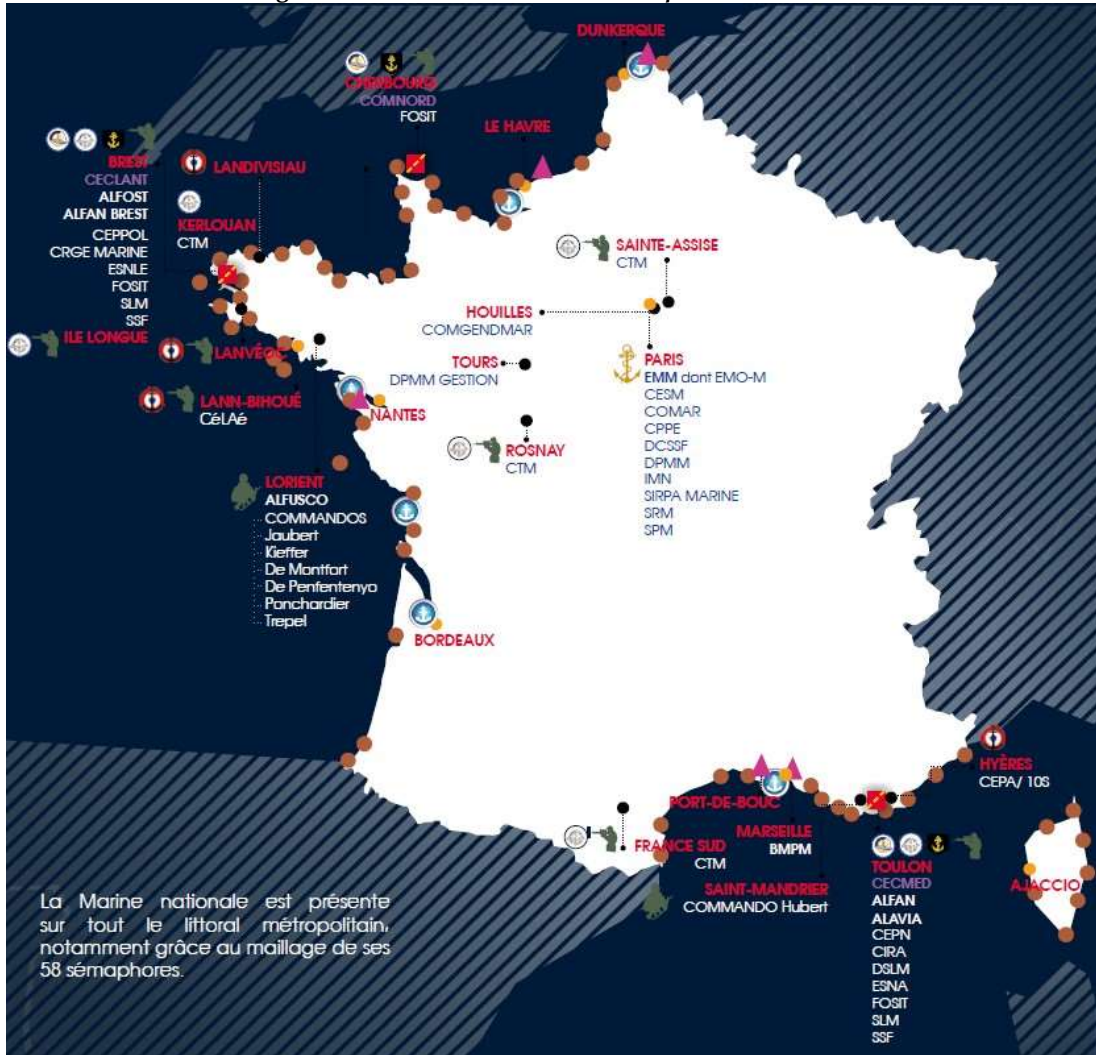 DUNKERQUE
CHERBOURG
COMNORD
FOSIT
LE HAVRE
BREST
CECLANT
ALFOST
ALFAN BREST
CEPPOL
CRGE MARINE
ESNLE
FOSIT
SLM
SSF
LANDIVISIAU
KERLOUAN
CTM
ILE LONGUE
LANVÉOC
LANN-BIHOUÉ
CéLAé
NANTES
LORIENT
ALFUSCO
COMMANDOS
Jaubert
Kieffer
De Montfort
De Penfentenyo
Ponchardier
Trepel
BORDEAUX
SAINTE-ASSISE
CTM
HOUILLES
COMGENDMAR
TOURS
DPMM GESTION
ROSNAY
CTM
PARIS
EMM dont EMO-M
CESM
COMAR
CPPE
DCSSF
DPMM
IMN
SIRPA MARINE
SRM
SPM
HYÈRES
CEPA/ 10S
PORT-DE-BOUC
MARSEILLE
BMPM
FRANCE SUD
CTM
SAINT-MANDRIER
COMMANDO Hubert
TOULON
CECMED
ALFAN
ALAVIA
CEPN
CIRA
DSLM
ESNA
FOSIT
SLM
SSF
AJACCIO
La Marine nationale est présente
sur tout le littoral métropolitain,
notamment grâce au maillage de ses
58 sémaphores.